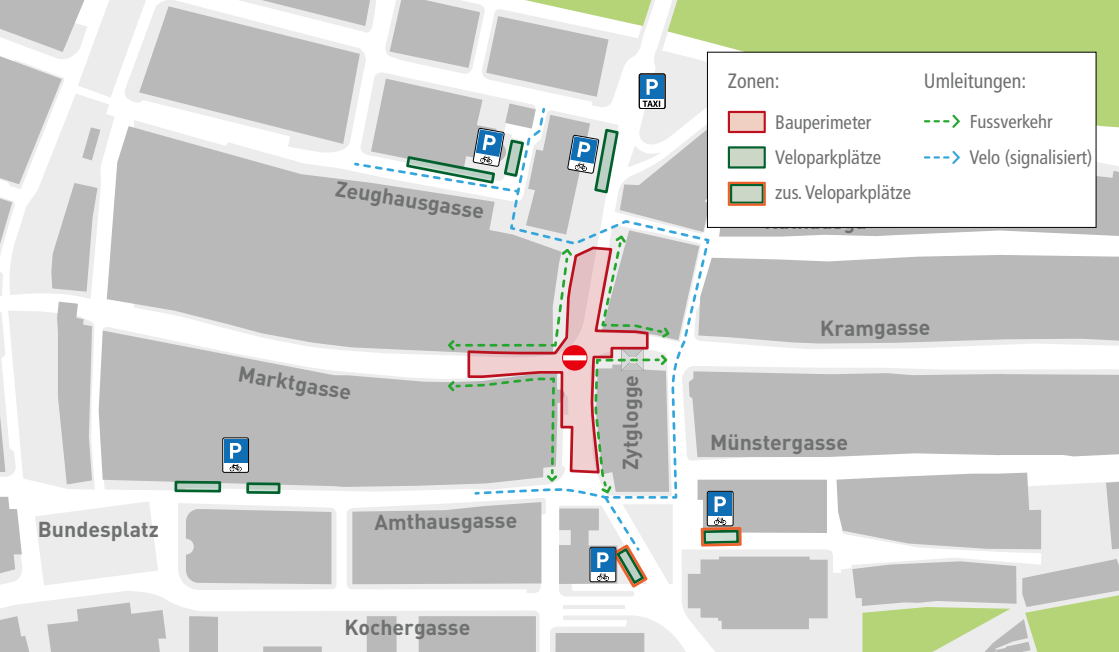 P
TAXI
Zonen:
Umleitungen:
Bauperimeter
Fussverkehr
Veloparkplätze
Velo (signalisiert)
zus. Veloparkplätze
P
P
Zeughausgasse
Kramgasse
Marktgasse
Zytglogge
Münstergasse
P
P
Bundesplatz
Amthausgasse
P
Kochergasse